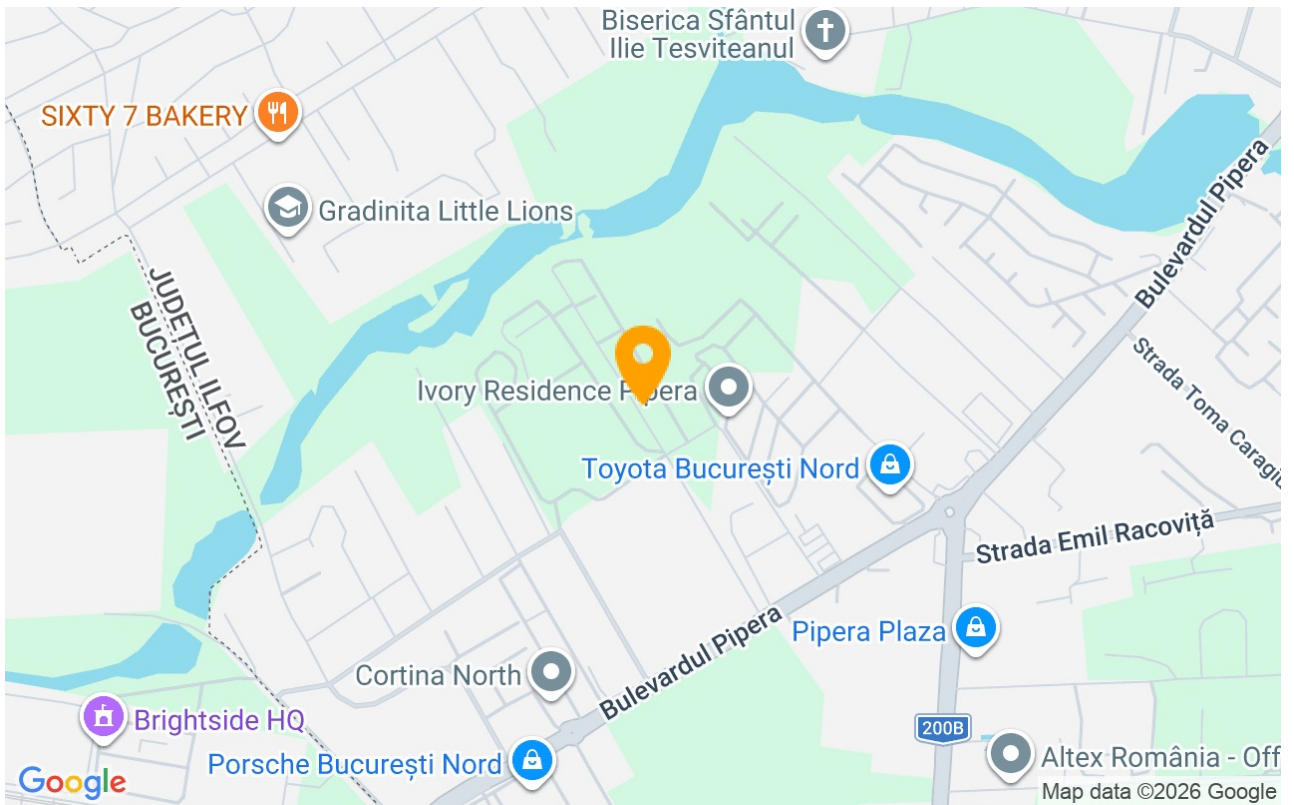 Biserica Sfântul
Ilie Tesviteanul
SIXTY 7 BAKERY
Bulevardul Pipera
Gradinita Little Lions
JUDEȚUL ILFOV
BUCUREȘTI
Strada Toma Caragiu
Ivory Residence Pipera
Toyota București Nord
Strada Emil Racoviță
Pipera Plaza
Bulevardul Pipera
Cortina North
Brightside HQ
200B
Porsche București Nord
Altex România - Off
Google
Map data ©2026 Google